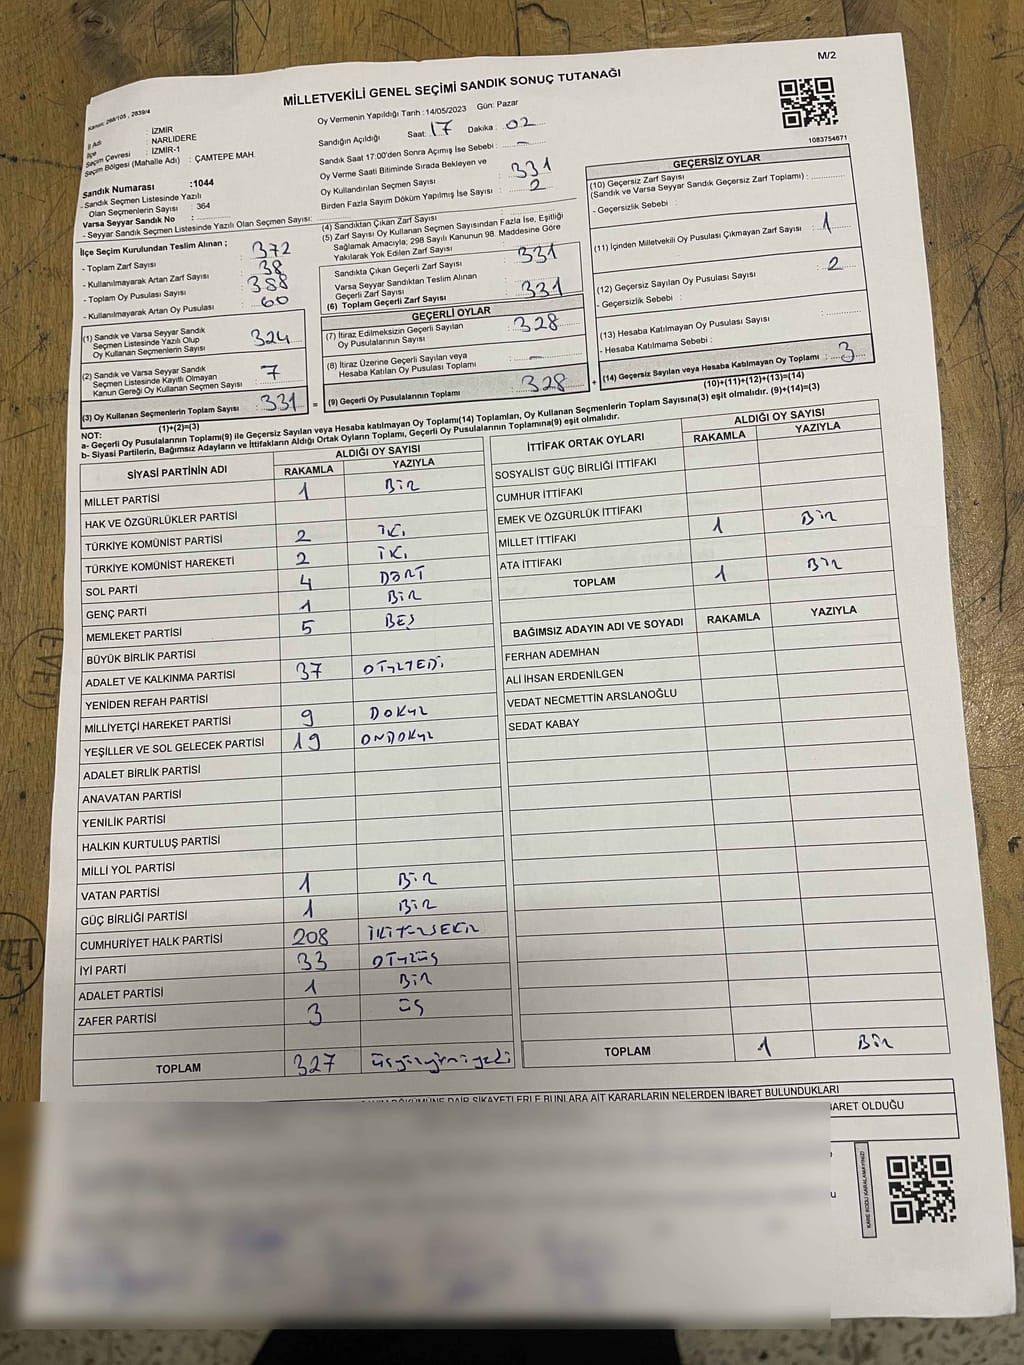 M/2
MİLLETVEKİLİ GENEL SEÇİMİ SANDIK SONUÇ TUTANAĞI
Kanun: 298/105 , 2839/4
İl Adı : İZMİR
İlçe : NARLIDERE
Seçim Çevresi : İZMİR-1
Seçim Bölgesi (Mahalle Adı) : ÇAMTEPE MAH.
Sandık Numarası :1044
- Sandık Seçmen Listesinde Yazılı
Olan Seçmenlerin Sayısı : 364
Varsa Seyyar Sandık No :
- Seyyar Sandık Seçmen Listesinde Yazılı Olan Seçmen Sayısı:
Oy Vermenin Yapıldığı Tarih : 14/05/2023 Gün: Pazar
Sandığın Açıldığı Saat: 17 Dakika : 02
Sandık Saat 17:00'den Sonra Açımış İse Sebebi : -
Oy Verme Saati Bitiminde Sırada Bekleyen ve
Oy Kullandırılan Seçmen Sayısı : 331
Birden Fazla Sayım Döküm Yapılmış İse Sayısı : 2
1083754671
İlçe Seçim Kurulundan Teslim Alınan ;
- Toplam Zarf Sayısı : 372
- Kullanılmayarak Artan Zarf Sayısı : 38
- Toplam Oy Pusulası Sayısı : 388
- Kullanılmayarak Artan Oy Pusulası : 60
(1) Sandık ve Varsa Seyyar Sandık
Seçmen Listesinde Yazılı Olup
Oy Kullanan Seçmenlerin Sayısı : 324
(2) Sandık ve Varsa Seyyar Sandık
Seçmen Listesinde Kayıtlı Olmayan
Kanun Gereği Oy Kullanan Seçmen Sayısı : 7
(3) Oy Kullanan Seçmenlerin Toplam Sayısı : 331
(1)+(2)=(3)
(4) Sandıktan Çıkan Zarf Sayısı
(5) Zarf Sayısı Oy Kullanan Seçmen Sayısından Fazla İse, Eşitliği
Sağlamak Amacıyla; 298 Sayılı Kanunun 98. Maddesine Göre
Yakılarak Yok Edilen Zarf Sayısı :
Sandıkta Çıkan Geçerli Zarf Sayısı : 331
Varsa Seyyar Sandıktan Teslim Alınan
Geçerli Zarf Sayısı :
(6) Toplam Geçerli Zarf Sayısı : 331
GEÇERLİ OYLAR
(7) İtiraz Edilmeksizin Geçerli Sayılan
Oy Pusulalarının Sayısı : 328
(8) İtiraz Üzerine Geçerli Sayılan veya
Hesaba Katılan Oy Pusulası Toplamı : -
= (9) Geçerli Oy Pusulalarının Toplamı : 328 +
GEÇERSİZ OYLAR
(10) Geçersiz Zarf Sayısı
(Sandık ve Varsa Seyyar Sandık Geçersiz Zarf Toplamı) :
- Geçersizlik Sebebi :
(11) İçinden Milletvekili Oy Pusulası Çıkmayan Zarf Sayısı : 1
(12) Geçersiz Sayılan Oy Pusulası Sayısı : 2
- Geçersizlik Sebebi :
(13) Hesaba Katılmayan Oy Pusulası Sayısı :
- Hesaba Katılmama Sebebi :
(14) Geçersiz Sayılan veya Hesaba Katılmayan Oy Toplamı : 3
(10)+(11)+(12)+(13)=(14)
NOT:
a- Geçerli Oy Pusulalarının Toplamı(9) ile Geçersiz Sayılan veya Hesaba katılmayan Oy Toplamı(14) Toplamları, Oy Kullanan Seçmenlerin Toplam Sayısına(3) eşit olmalıdır. (9)+(14)=(3)
b- Siyasi Partilerin, Bağımsız Adayların ve İttifakların Aldığı Ortak Oyların Toplamı, Geçerli Oy Pusulalarının Toplamına(9) eşit olmalıdır.
SİYASİ PARTİNİN ADI ALDIĞI OY SAYISI
RAKAMLA YAZIYLA
MİLLET PARTİSİ 1 BİR
HAK VE ÖZGÜRLÜKLER PARTİSİ
TÜRKİYE KOMÜNİST PARTİSİ 2 İKİ
TÜRKİYE KOMÜNİST HAREKETİ 2 İKİ
SOL PARTİ 4 DÖRT
GENÇ PARTİ 1 BİR
MEMLEKET PARTİSİ 5 BEŞ
BÜYÜK BİRLİK PARTİSİ
ADALET VE KALKINMA PARTİSİ 37 OTUZYEDİ
YENİDEN REFAH PARTİSİ
MİLLİYETÇİ HAREKET PARTİSİ 9 DOKUZ
YEŞİLLER VE SOL GELECEK PARTİSİ 19 ONDOKUZ
ADALET BİRLİK PARTİSİ
ANAVATAN PARTİSİ
YENİLİK PARTİSİ
HALKIN KURTULUŞ PARTİSİ
MİLLİ YOL PARTİSİ
VATAN PARTİSİ 1 BİR
GÜÇ BİRLİĞİ PARTİSİ 1 BİR
CUMHURİYET HALK PARTİSİ 208 İKİYÜZSEKİZ
İYİ PARTİ 33 OTUZÜÇ
ADALET PARTİSİ 1 BİR
ZAFER PARTİSİ 3 ÜÇ
TOPLAM 327 üçyüzyirmiyedi
İTTİFAK ORTAK OYLARI ALDIĞI OY SAYISI
RAKAMLA YAZIYLA
SOSYALİST GÜÇ BİRLİĞİ İTTİFAKI
CUMHUR İTTİFAKI
EMEK VE ÖZGÜRLÜK İTTİFAKI
MİLLET İTTİFAKI 1 BİR
ATA İTTİFAKI
TOPLAM 1 BİR
BAĞIMSIZ ADAYIN ADI VE SOYADI RAKAMLA YAZIYLA
FERHAN ADEMHAN
ALİ İHSAN ERDENİLGEN
VEDAT NECMETTİN ARSLANOĞLU
SEDAT KABAY
TOPLAM 1 BİR
DÖKÜMÜNE DAİR ŞİKAYETLERLE BUNLARA AİT KARARLARIN NELERDEN İBARET BULUNDUKLARI
İBARET OLDUĞU
KARE KODU KARALAMAYINIZ!
EVET